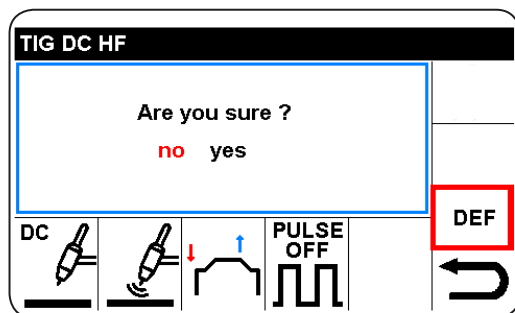 TIG DC HF
Are you sure ?
no yes
DEF
DC
PULSE
OFF